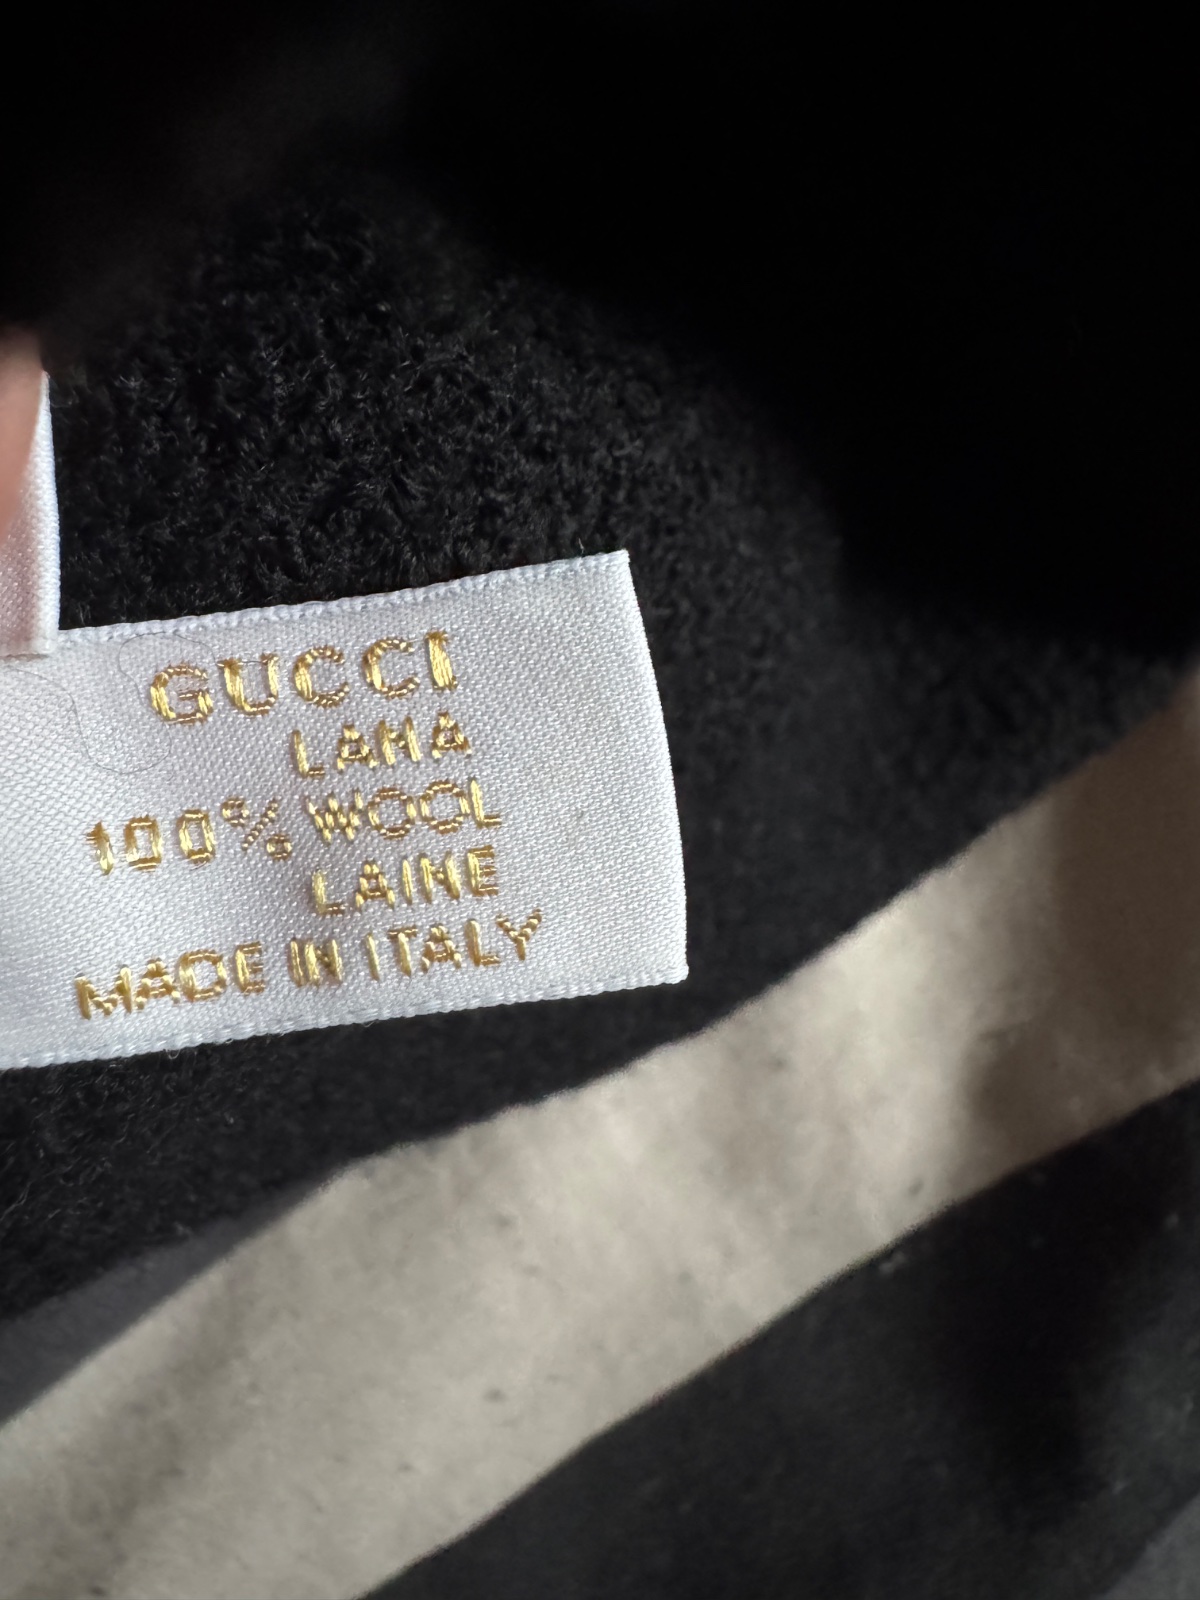 GUCCI
LANA
100% WOOL
LAINE
MADE IN ITALY